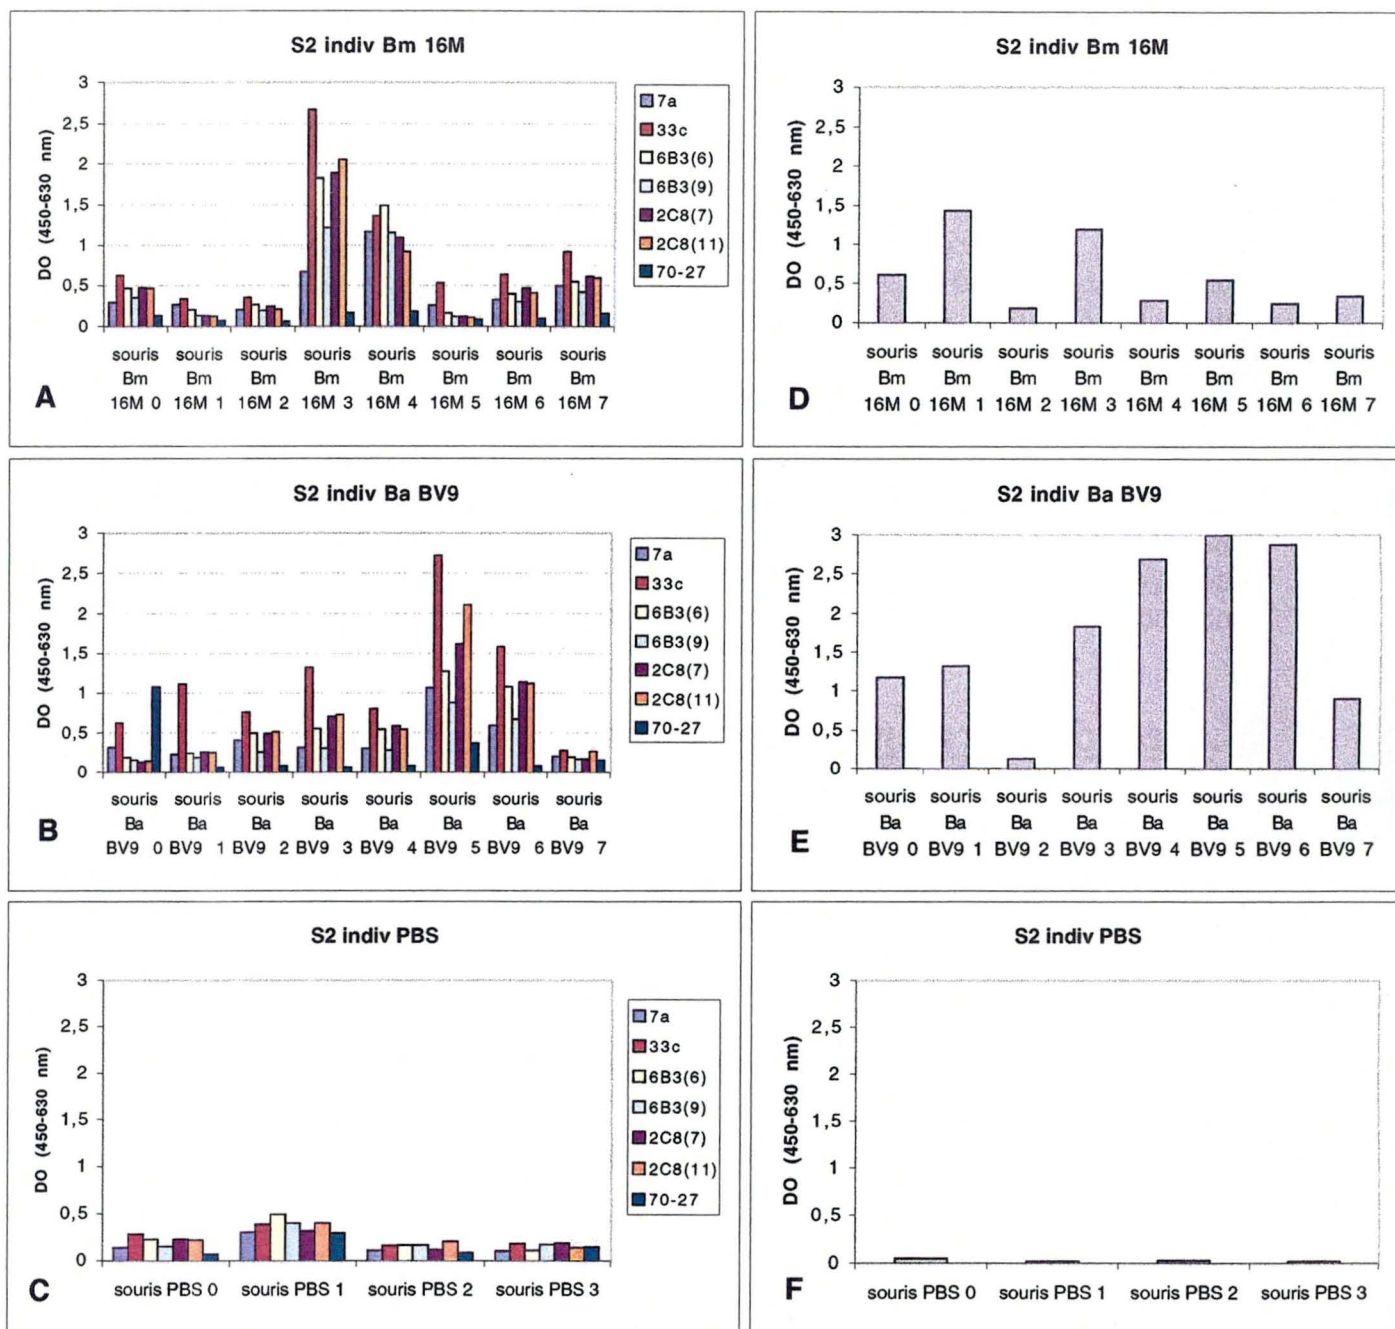 S2 indiv Bm 16M
3
2,5
2
1,5
1
0,5
0
DO (450-630 nm)
souris souris souris souris souris souris souris souris
Bm Bm Bm Bm Bm Bm Bm Bm
16M 0 16M 1 16M 2 16M 3 16M 4 16M 5 16M 6 16M 7
7a
33c
6B3(6)
6B3(9)
2C8(7)
2C8(11)
70-27
A
S2 indiv Bm 16M
3
2,5
2
1,5
1
0,5
0
DO (450-630 nm)
souris souris souris souris souris souris souris souris
Bm Bm Bm Bm Bm Bm Bm Bm
16M 0 16M 1 16M 2 16M 3 16M 4 16M 5 16M 6 16M 7
D
S2 indiv Ba BV9
3
2,5
2
1,5
1
0,5
0
DO (450-630 nm)
souris souris souris souris souris souris souris souris
Ba Ba Ba Ba Ba Ba Ba Ba
BV9 0 BV9 1 BV9 2 BV9 3 BV9 4 BV9 5 BV9 6 BV9 7
7a
33c
6B3(6)
6B3(9)
2C8(7)
2C8(11)
70-27
B
S2 indiv Ba BV9
3
2,5
2
1,5
1
0,5
0
DO (450-630 nm)
souris souris souris souris souris souris souris souris
Ba Ba Ba Ba Ba Ba Ba Ba
BV9 0 BV9 1 BV9 2 BV9 3 BV9 4 BV9 5 BV9 6 BV9 7
E
S2 indiv PBS
3
2,5
2
1,5
1
0,5
0
DO (450-630 nm)
souris PBS 0 souris PBS 1 souris PBS 2 souris PBS 3
7a
33c
6B3(6)
6B3(9)
2C8(7)
2C8(11)
70-27
C
S2 indiv PBS
3
2,5
2
1,5
1
0,5
0
DO (450-630 nm)
souris PBS 0 souris PBS 1 souris PBS 2 souris PBS 3
F